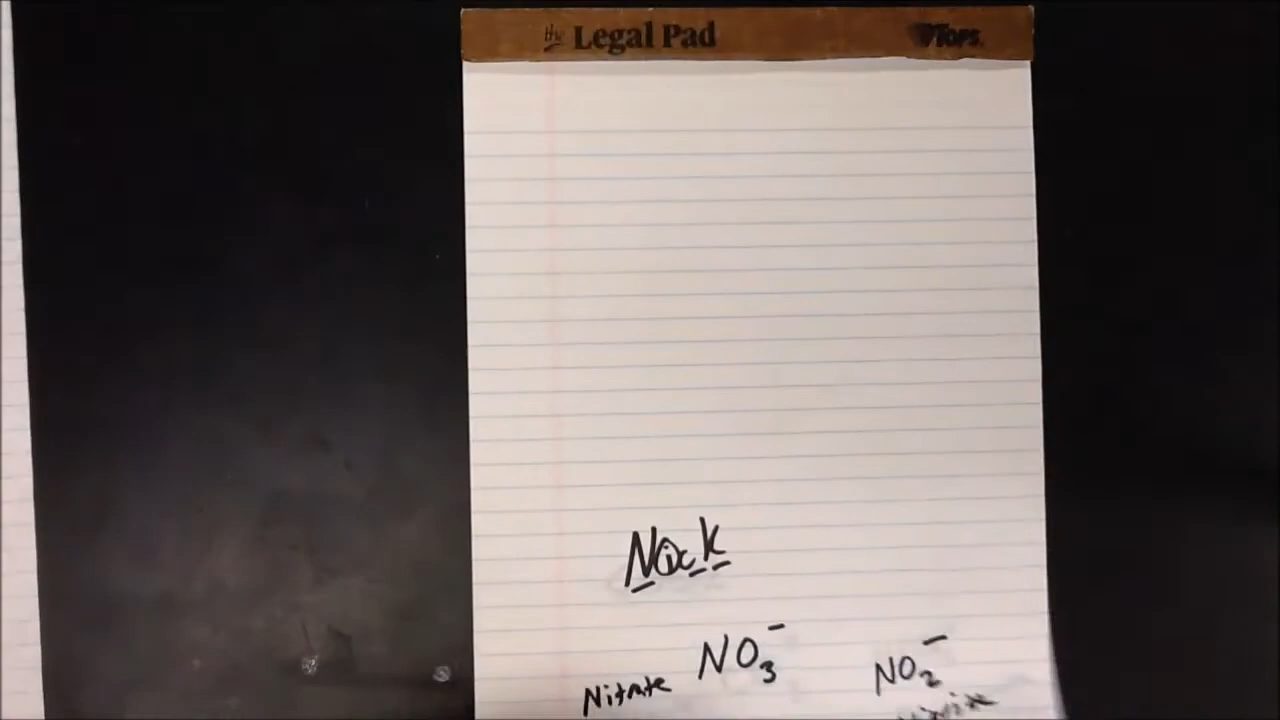 the Legal Pad TOPS
Nick
NO₃⁻ NO₂⁻
Nitrate